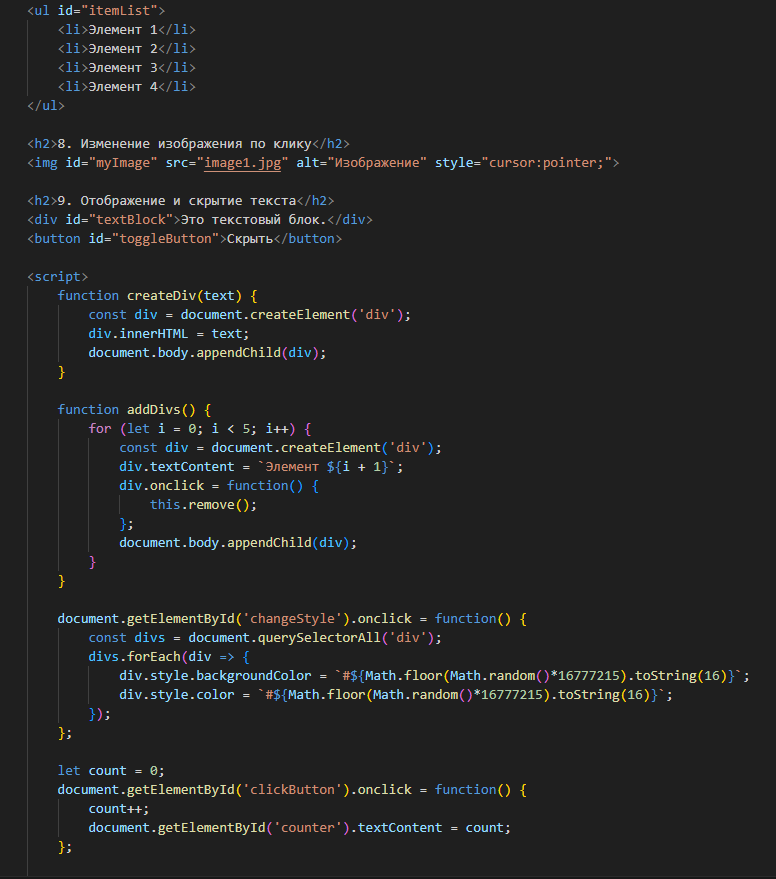 <ul id="itemList">
<li>Элемент 1</li>
<li>Элемент 2</li>
<li>Элемент 3</li>
<li>Элемент 4</li>
</ul>
<h2>8. Изменение изображения по клику</h2>
<img id="myImage" src="image1.jpg" alt="Изображение" style="cursor:pointer;">
<h2>9. Отображение и скрытие текста</h2>
<div id="textBlock">Это текстовый блок.</div>
<button id="toggleButton">Скрыть</button>
<script>
function createDiv(text) {
const div = document.createElement('div');
div.innerHTML = text;
document.body.appendChild(div);
}
function addDivs() {
for (let i = 0; i < 5; i++) {
const div = document.createElement('div');
div.textContent = `Элемент ${i + 1}`;
div.onclick = function() {
this.remove();
};
document.body.appendChild(div);
}
}
document.getElementById('changeStyle').onclick = function() {
const divs = document.querySelectorAll('div');
divs.forEach(div => {
div.style.backgroundColor = `#${Math.floor(Math.random()*16777215).toString(16)}`;
div.style.color = `#${Math.floor(Math.random()*16777215).toString(16)}`;
});
};
let count = 0;
document.getElementById('clickButton').onclick = function() {
count++;
document.getElementById('counter').textContent = count;
};